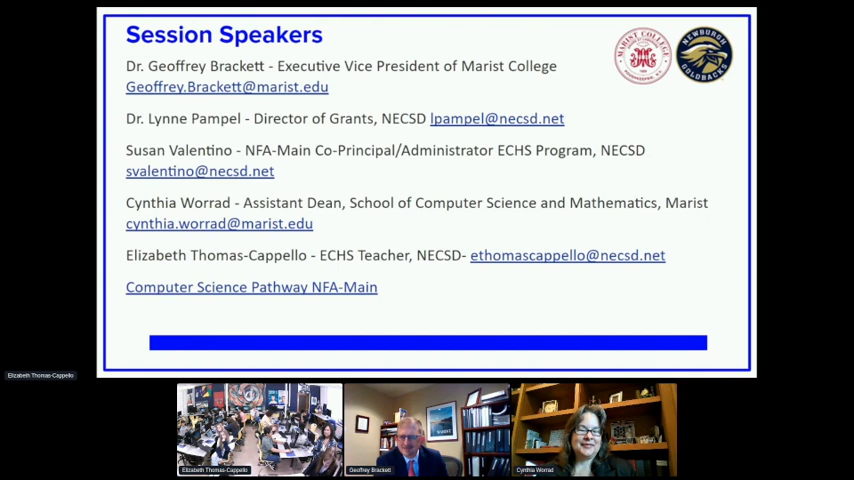 Session Speakers
MARIST COLLEGE
NEWBURGH
GOLDBACKS
Dr. Geoffrey Brackett - Executive Vice President of Marist College
Geoffrey.Brackett@marist.edu
Dr. Lynne Pampel - Director of Grants, NECSD lpampel@necsd.net
Susan Valentino - NFA-Main Co-Principal/Administrator ECHS Program, NECSD
svalentino@necsd.net
Cynthia Worrad - Assistant Dean, School of Computer Science and Mathematics, Marist
cynthia.worrad@marist.edu
Elizabeth Thomas-Cappello - ECHS Teacher, NECSD- ethomascappello@necsd.net
Computer Science Pathway NFA-Main
Elizabeth Thomas-Cappello
Elizabeth Thomas-Cappello
Geoffrey Brackett
Cynthia Worrad